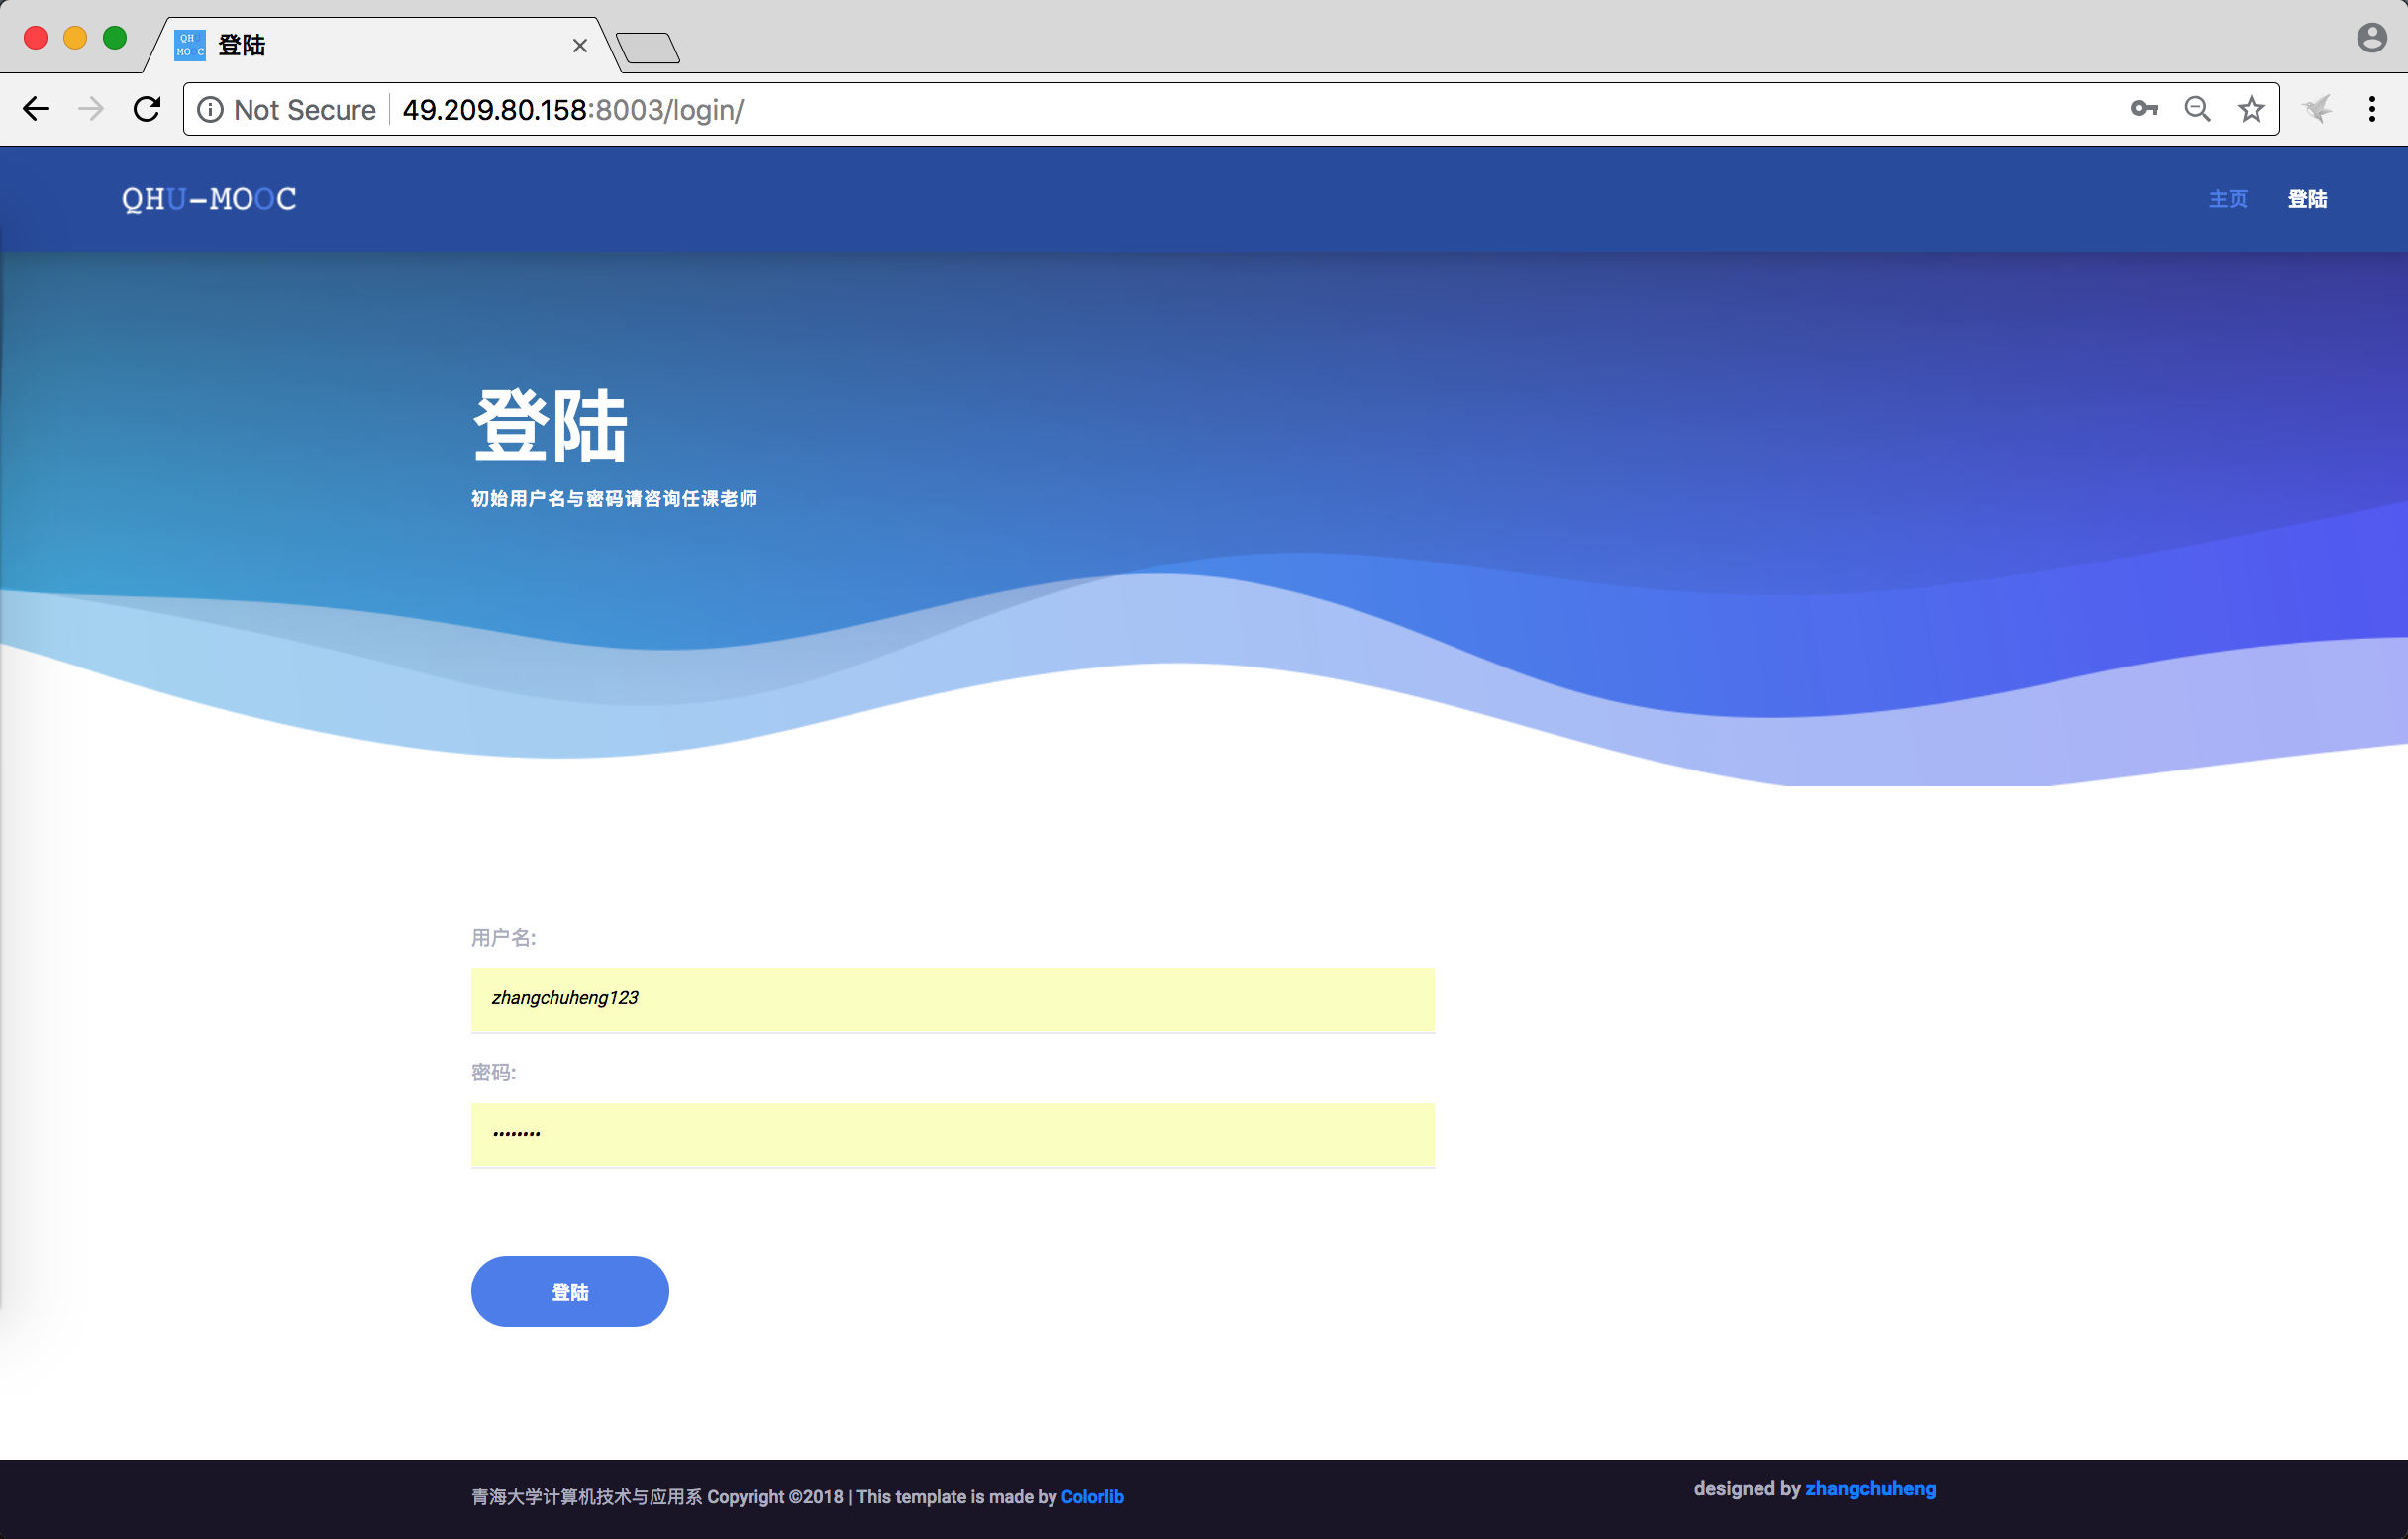 QH
MO C
登陆
Not Secure
49.209.80.158:8003/login/
QHU-MOOC
主页
登陆
登陆
初始用户名与密码请咨询任课老师
用户名:
zhangchuheng123
密码:
••••••••
登陆
青海大学计算机技术与应用系 Copyright ©2018 | This template is made by Colorlib
designed by zhangchuheng